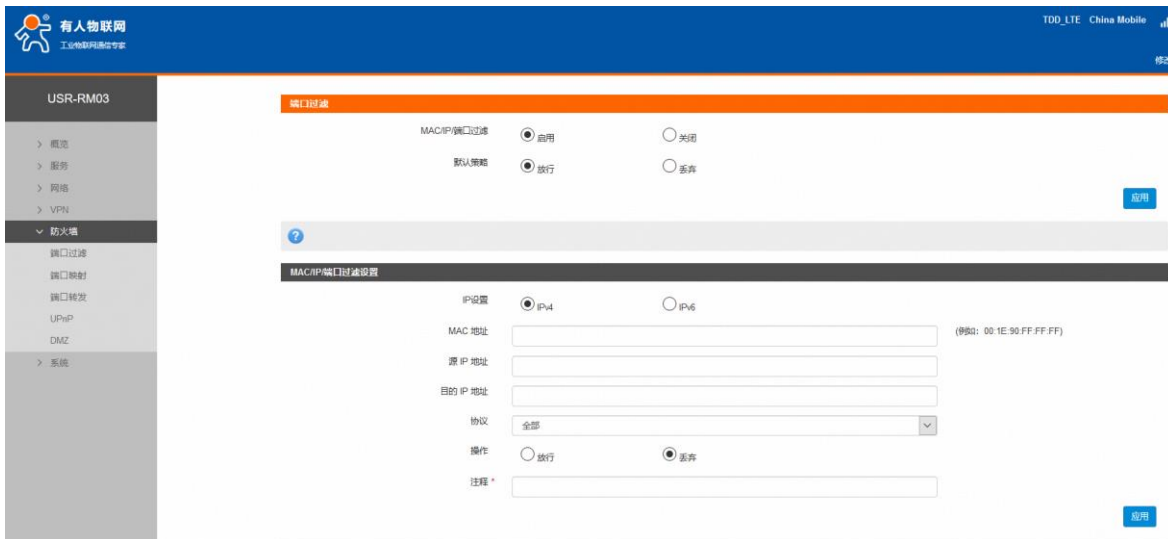 有人物联网
工业物联网通信专家
TDD_LTE China Mobile
修改
USR-RM03
> 概览
> 服务
> 网络
> VPN
防火墙
端口过滤
端口映射
端口转发
UPnP
DMZ
> 系统
端口过滤
MAC/IP/端口过滤 启用 关闭
默认策略 放行 丢弃
应用
?
MAC/IP/端口过滤设置
IP设置 IPv4 IPv6
MAC 地址 (例如: 00:1E:90:FF:FF:FF)
源 IP 地址
目的 IP 地址
协议 全部
操作 放行 丢弃
注释 *
应用